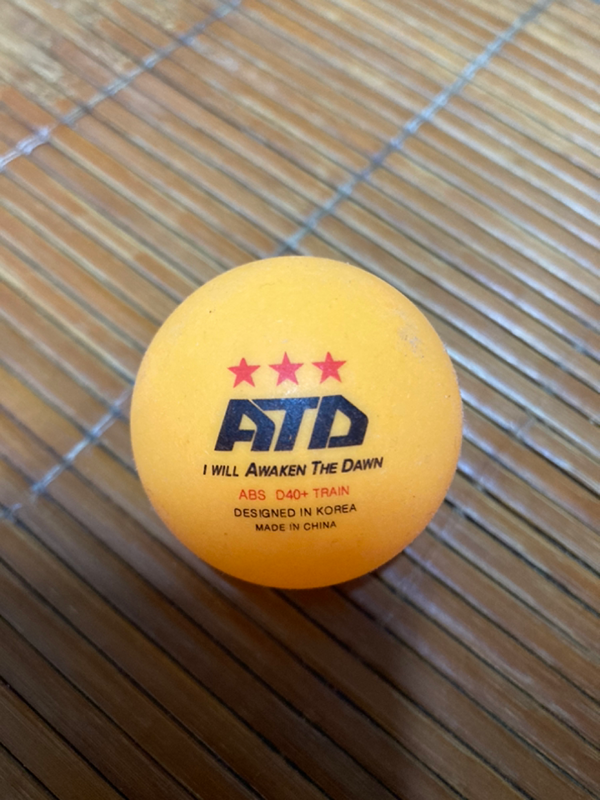 ATD
I WILL AWAKEN THE DAWN
ABS D40+ TRAIN
DESIGNED IN KOREA
MADE IN CHINA